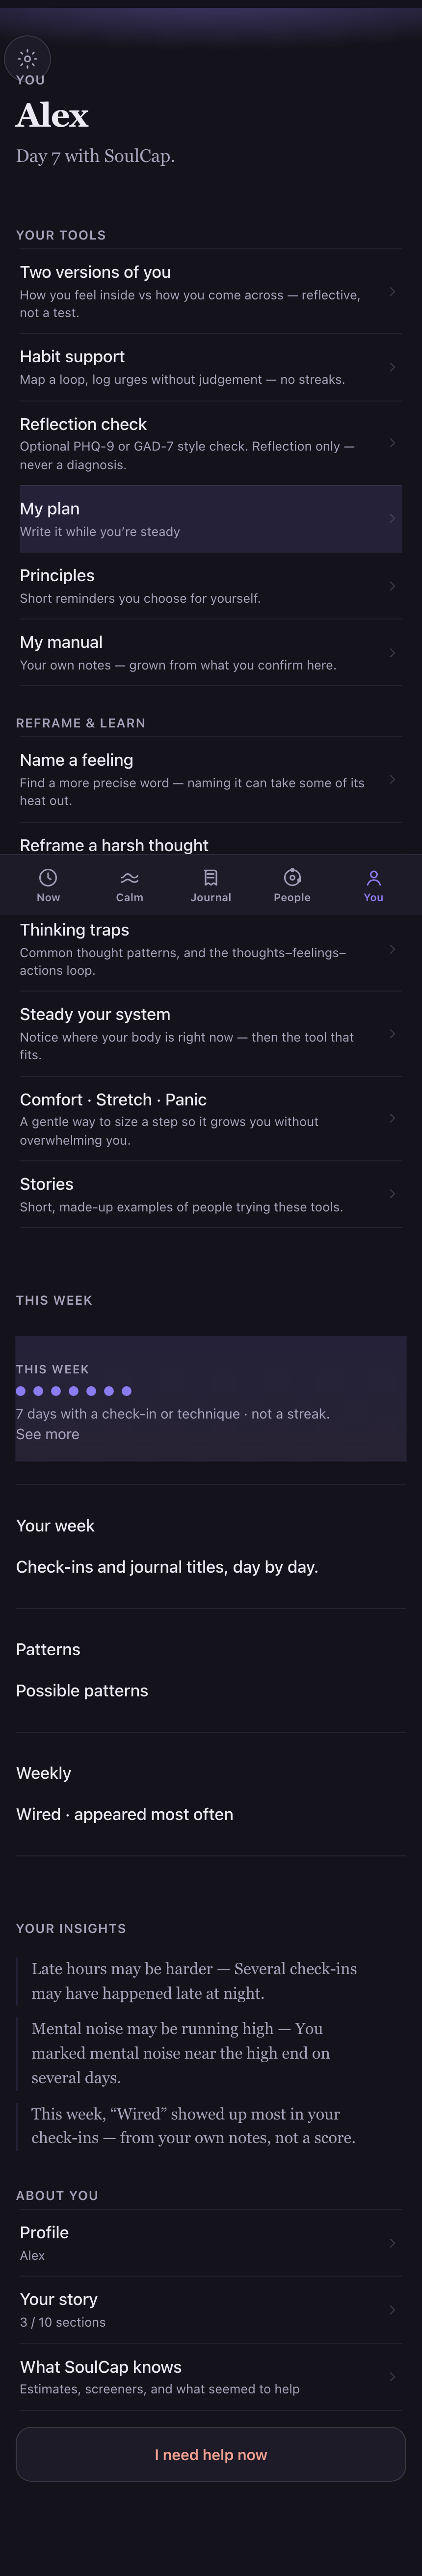 YOU
Alex
Day 7 with SoulCap.
YOUR TOOLS
Two versions of you
How you feel inside vs how you come across — reflective,
not a test.
Habit support
Map a loop, log urges without judgement — no streaks.
Reflection check
Optional PHQ-9 or GAD-7 style check. Reflection only —
never a diagnosis.
My plan
Write it while you’re steady
Principles
Short reminders you choose for yourself.
My manual
Your own notes — grown from what you confirm here.
REFRAME & LEARN
Name a feeling
Find a more precise word — naming it can take some of its
heat out.
Reframe a harsh thought
Now
Calm
Journal
People
You
Thinking traps
Common thought patterns, and the thoughts–feelings–
actions loop.
Steady your system
Notice where your body is right now — then the tool that
fits.
Comfort · Stretch · Panic
A gentle way to size a step so it grows you without
overwhelming you.
Stories
Short, made-up examples of people trying these tools.
THIS WEEK
THIS WEEK
7 days with a check-in or technique · not a streak.
See more
Your week
Check-ins and journal titles, day by day.
Patterns
Possible patterns
Weekly
Wired · appeared most often
YOUR INSIGHTS
Late hours may be harder — Several check-ins
may have happened late at night.
Mental noise may be running high — You
marked mental noise near the high end on
several days.
This week, “Wired” showed up most in your
check-ins — from your own notes, not a score.
ABOUT YOU
Profile
Alex
Your story
3 / 10 sections
What SoulCap knows
Estimates, screeners, and what seemed to help
I need help now